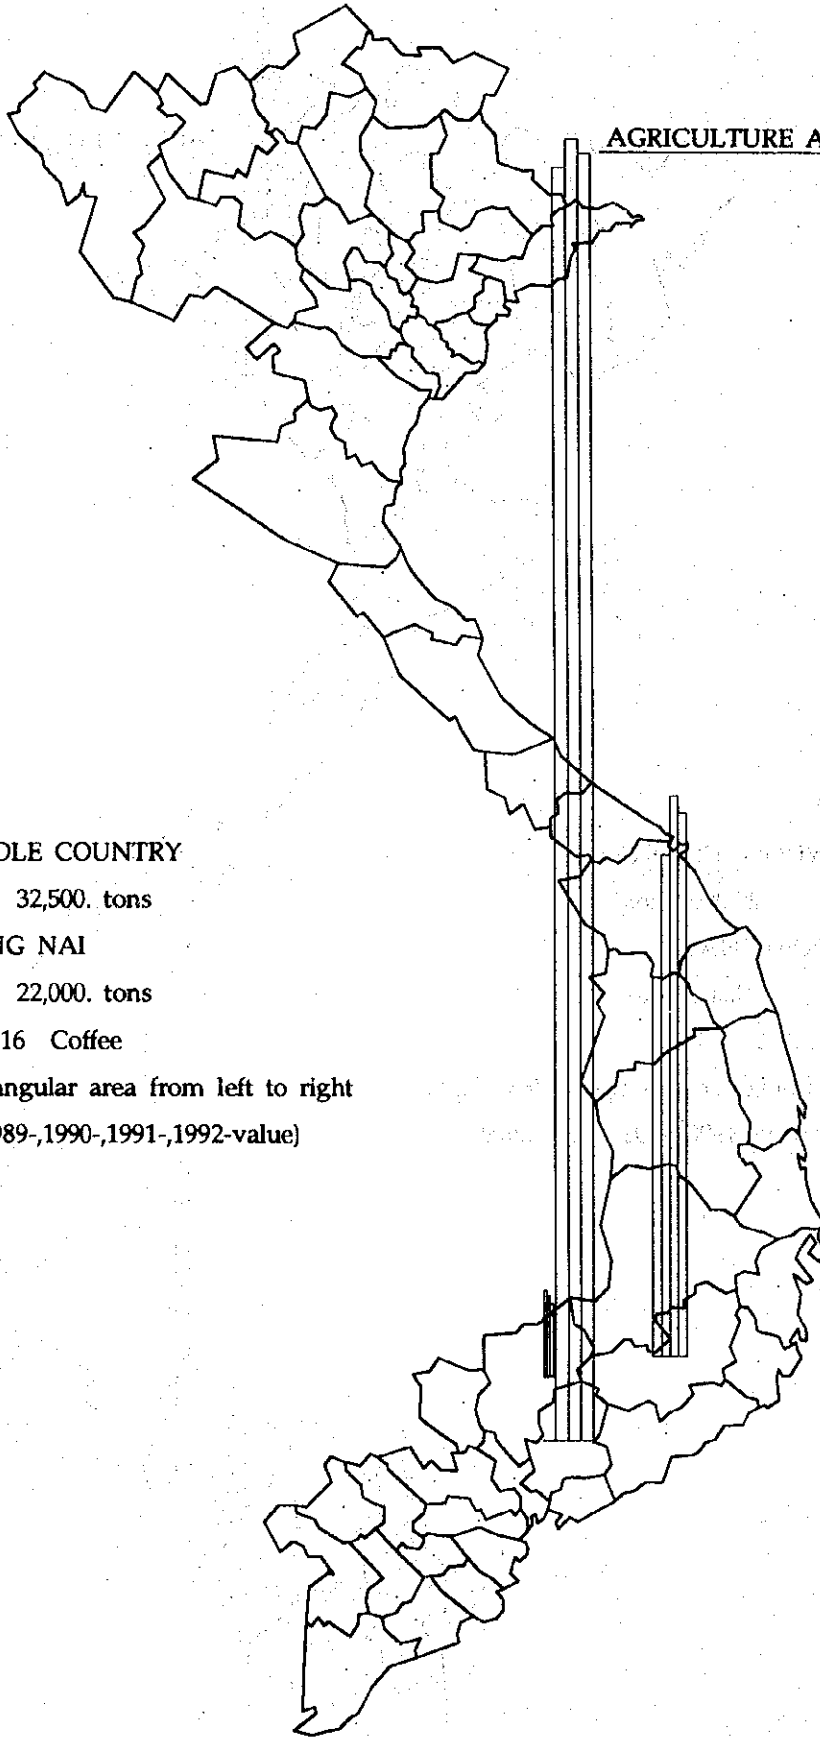 AGRICULTURE A
OLE COUNTRY
32,500. tons
NG NAI
22,000. tons
16 Coffee
angular area from left to right
989-,1990-,1991-,1992-value)